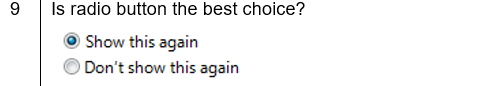 9 Is radio button the best choice?
Show this again
Don't show this again